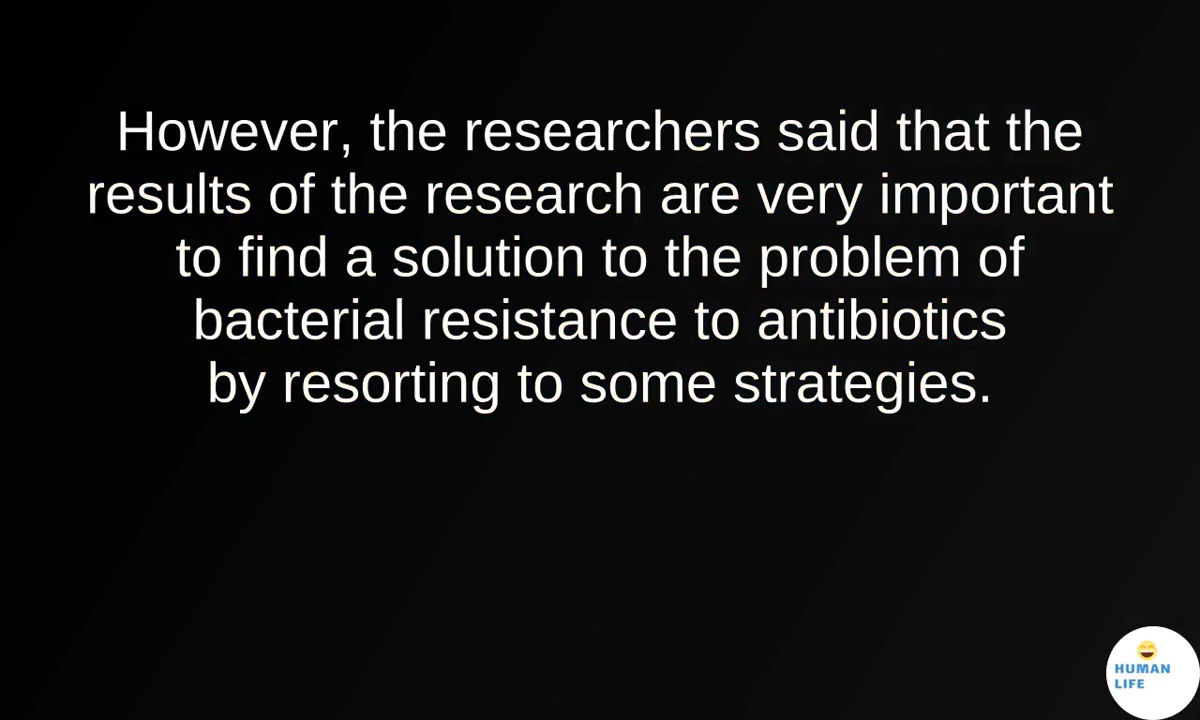 However, the researchers said that the
results of the research are very important
to find a solution to the problem of
bacterial resistance to antibiotics
by resorting to some strategies.
HUMAN
LIFE